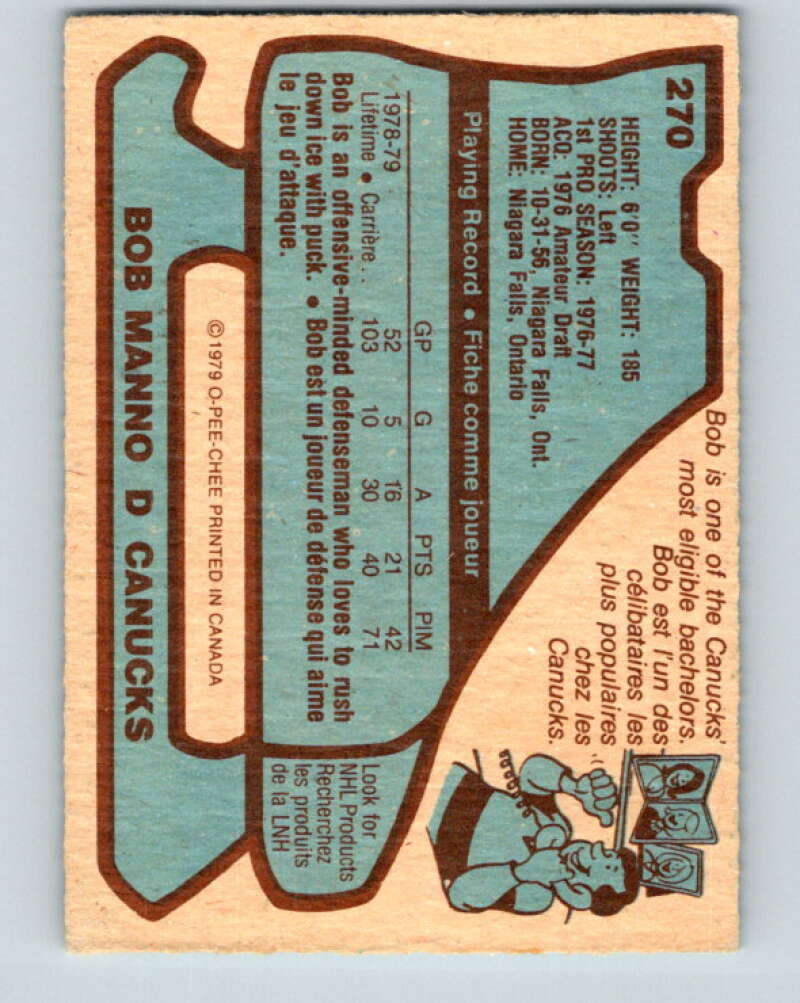 270
HEIGHT: 6'0" WEIGHT: 185
SHOOTS: Left
1st PRO SEASON: 1976-77
ACQ: 1976 Amateur Draft
BORN: 10-31-56, Niagara Falls, Ont.
HOME: Niagara Falls, Ontario
Bob is one of the Canucks'
most eligible bachelors.
Bob est l'un des
célibataires les
plus populaires
chez les
Canucks.
Playing Record • Fiche comme joueur
GP G A PTS PIM
1978-79 52 5 16 21 42
Lifetime • Carrière.. 103 10 30 40 71
Bob is an offensive-minded defenseman who loves to rush
down ice with puck. • Bob est un joueur de défense qui aime
le jeu d'attaque.
Look for
NHL Products
Recherchez
les produits
de la LNH
©1979 O-PEE-CHEE PRINTED IN CANADA
BOB MANNO D CANUCKS